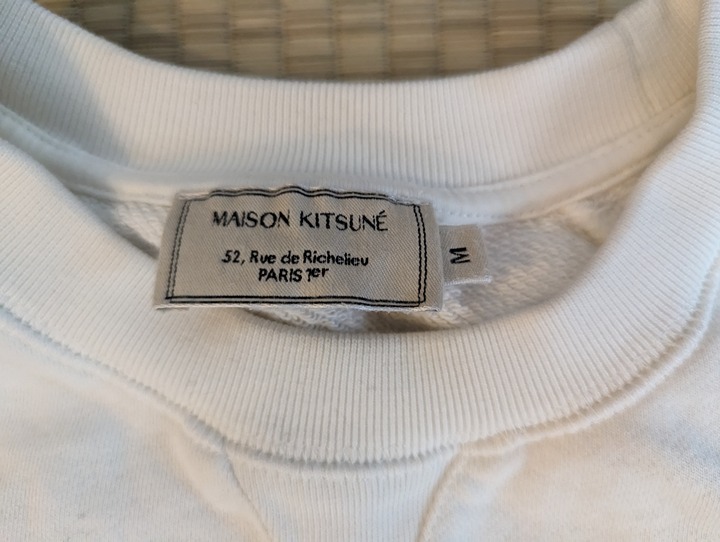 MAISON KITSUNÉ
52, Rue de Richelieu
PARIS 1er
M